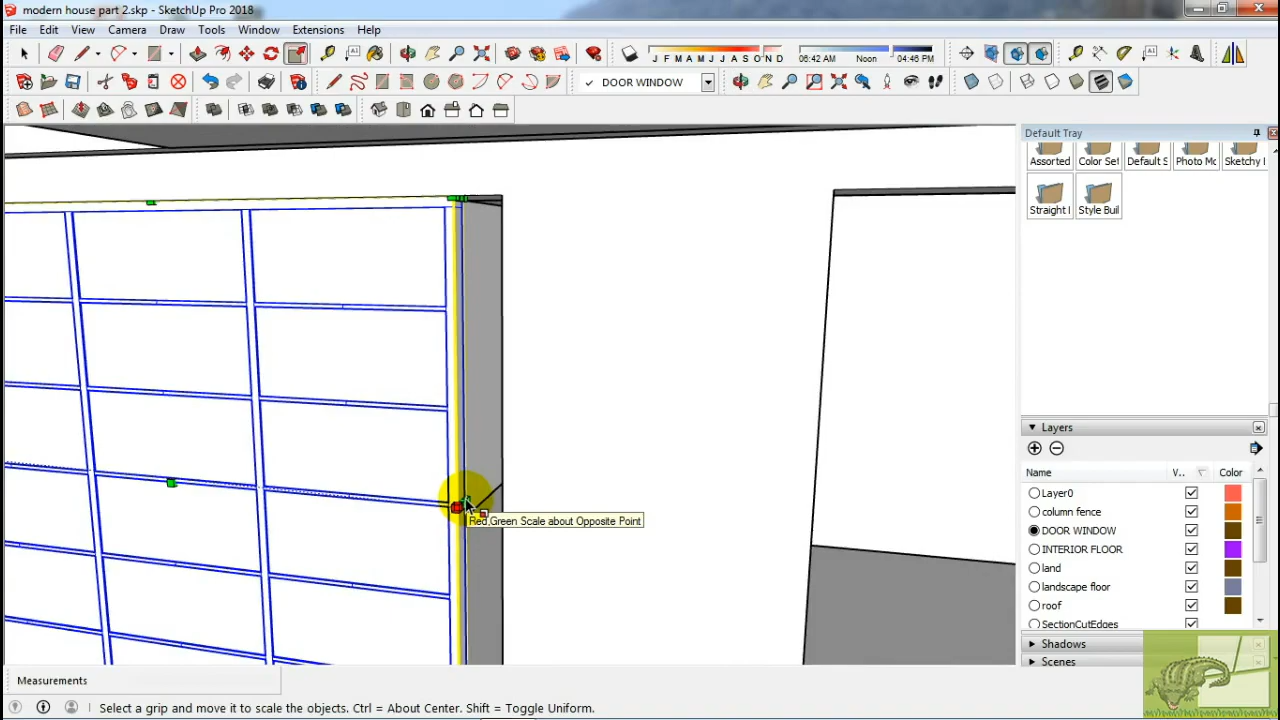 modern house part 2.skp - SketchUp Pro 2018
File Edit View Camera Draw Tools Window Extensions Help
J F M A M J J A S O N D
06:42 AM Noon 04:46 PM
DOOR WINDOW
Default Tray
Assorted Color Set Default S Photo Mo Sketchy I
Straight l Style Buil
Layers
Name V.. Color
Layer0
column fence
DOOR WINDOW
INTERIOR FLOOR
land
landscape floor
roof
SectionCutEdges
Shadows
Scenes
Red,Green Scale about Opposite Point
Measurements
Select a grip and move it to scale the objects. Ctrl = About Center. Shift = Toggle Uniform.